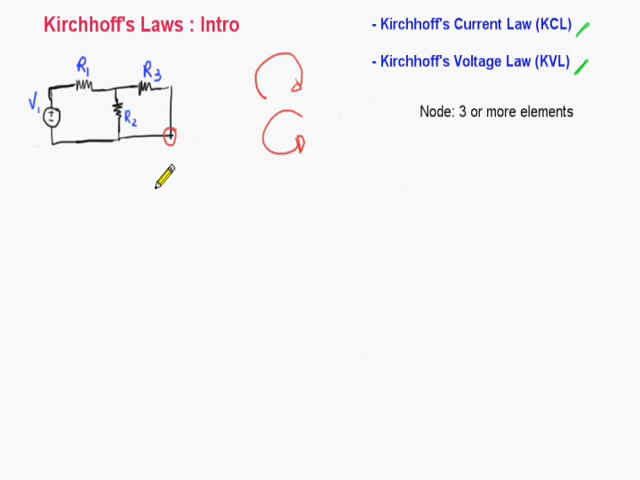 Kirchhoff's Laws : Intro
- Kirchhoff's Current Law (KCL)
- Kirchhoff's Voltage Law (KVL)
Node: 3 or more elements
R1
R3
V1
R2